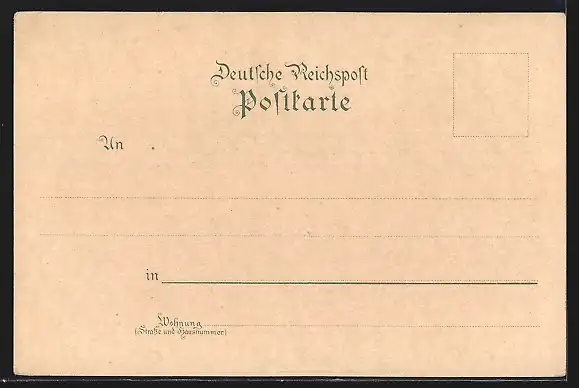 Deutſche Reichspoſt
Poſtkarte
An
in
Wohnung
(Straße und Hausnummer)